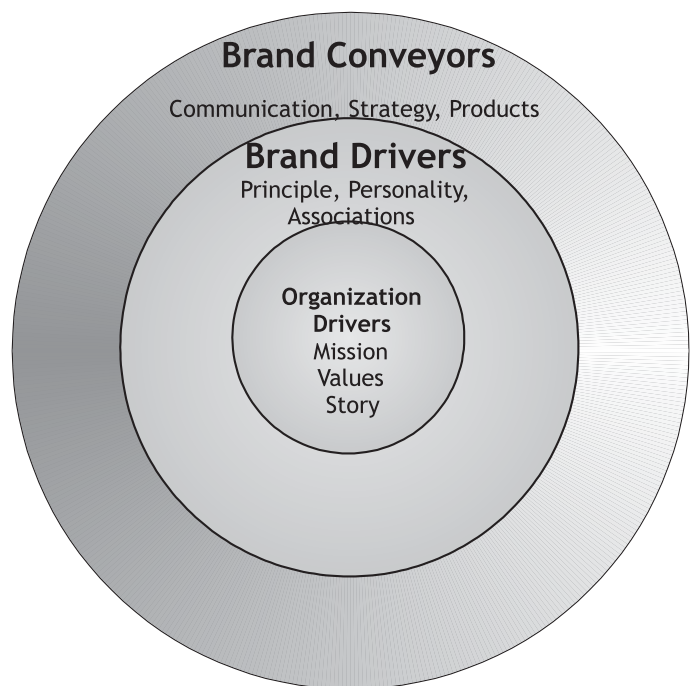 Brand Conveyors
Communication, Strategy, Products
Brand Drivers
Principle, Personality,
Associations
Organization
Drivers
Mission
Values
Story